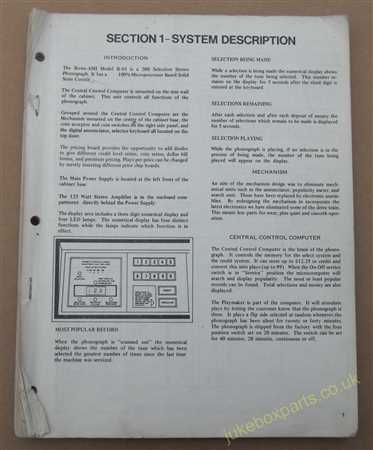 SECTION 1-SYSTEM DESCRIPTION
INTRODUCTION
The Rowe-AMI Model R-81 is a 200 Selection Stereo
Phonograph. It has a 100% Microprocessor Based Solid
State Control
The Central Control Computer is mounted on the rear wall
of the cabinet. This unit controls all functions of the
phonograph.
Grouped around the Central Control Computer are the
Mechanism mounted on the center of the cabinet base, the
coin acceptor and coin switches on the right side panel, and
the digital annunciator, selector keyboard all located on the
top door.
The pricing board provides the opportunity to add diodes
to give different credit level coins, coin value, dollar bill
bonus, and premium pricing. Plays per price can be changed
by merely inserting different price chip boards.
The Main Power Supply is located at the left front of the
cabinet base.
The 125 Watt Stereo Amplifier is in the enclosed com-
partment directly behind the Power Supply.
The display area includes a three digit numerical display and
four LED lamps. The numerical display has four distinct
functions while the lamps indicate which function is in
effect.
MOST POPULAR RECORD
When the phonograph is "scanned out" the numerical
display shows the number of the tune which has been
selected the greatest number of times since the last time
the machine was serviced.
SELECTION BEING MADE
While a selection is being made the numerical display shows
the number of the tune being selected. This number re-
mains on the display for 5 seconds after the third digit is
entered at the keyboard.
SELECTIONS REMAINING
After each selection and after each deposit of money the
number of selections which remain to be made is displayed
for 5 seconds.
SELECTION PLAYING
While the phonograph is playing, if no selection is in the
process of being made, the number of the tune being
played will appear on the display.
MECHANISM
An aim of the mechanism design was to eliminate mech-
anical units such as the annunciator, popularity meter, and
search unit. These have been replaced by electronic assem-
blies. By redesigning the mechanism to incorporate the
latest electronics we have eliminated some of the drive train.
This means less parts for wear, plus quiet and smooth oper-
ation.
CENTRAL CONTROL COMPUTER
The Central Control Computer is the brain of the phono-
graph. It controls the memory for the select system and
the credit system. It can store up to $12.25 in credit and
convert this into plays (up to 99). When the On-Off service
switch is in "Service" position the microcomputer will
search and display popularity. The most or least popular
records can be found. Total selections and money are also
displayed.
The Playmaker is part of the computer. It will stimulate
plays by letting the customer know that the phonograph is
there. It plays a flip side selected at random whenever the
phonograph has been silent for twenty or forty minutes.
The phonograph is shipped from the factory with the four
position switch set on 20 minutes. The switch can be set
for 40 minutes, 20 minutes, continuous or off.
1
jukeboxparts.co.uk